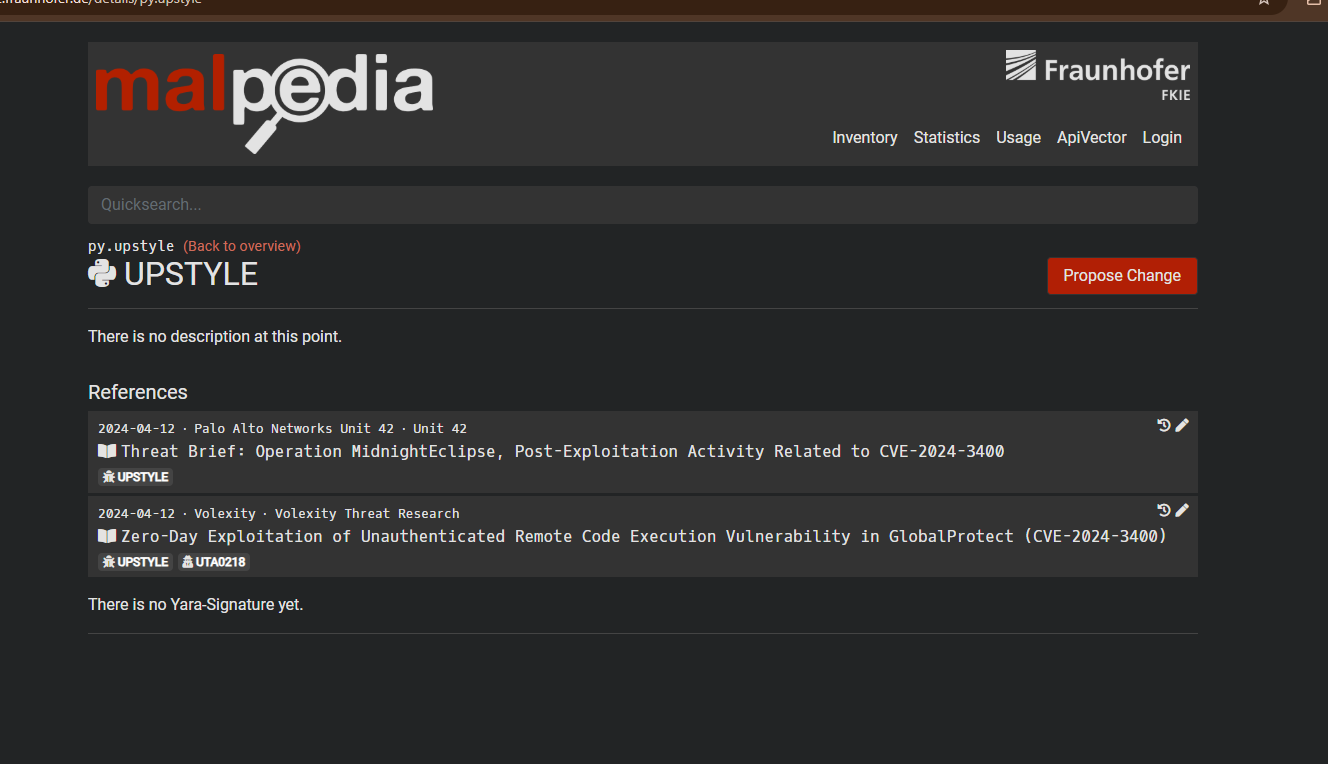 .fraunhofer.de/details/py.upstyle
malpedia
Fraunhofer
FKIE
Inventory Statistics Usage ApiVector Login
Quicksearch...
py.upstyle (Back to overview)
UPSTYLE
Propose Change
There is no description at this point.
References
2024-04-12 · Palo Alto Networks Unit 42 · Unit 42
Threat Brief: Operation MidnightEclipse, Post-Exploitation Activity Related to CVE-2024-3400
UPSTYLE
2024-04-12 · Volexity · Volexity Threat Research
Zero-Day Exploitation of Unauthenticated Remote Code Execution Vulnerability in GlobalProtect (CVE-2024-3400)
UPSTYLE UTA0218
There is no Yara-Signature yet.